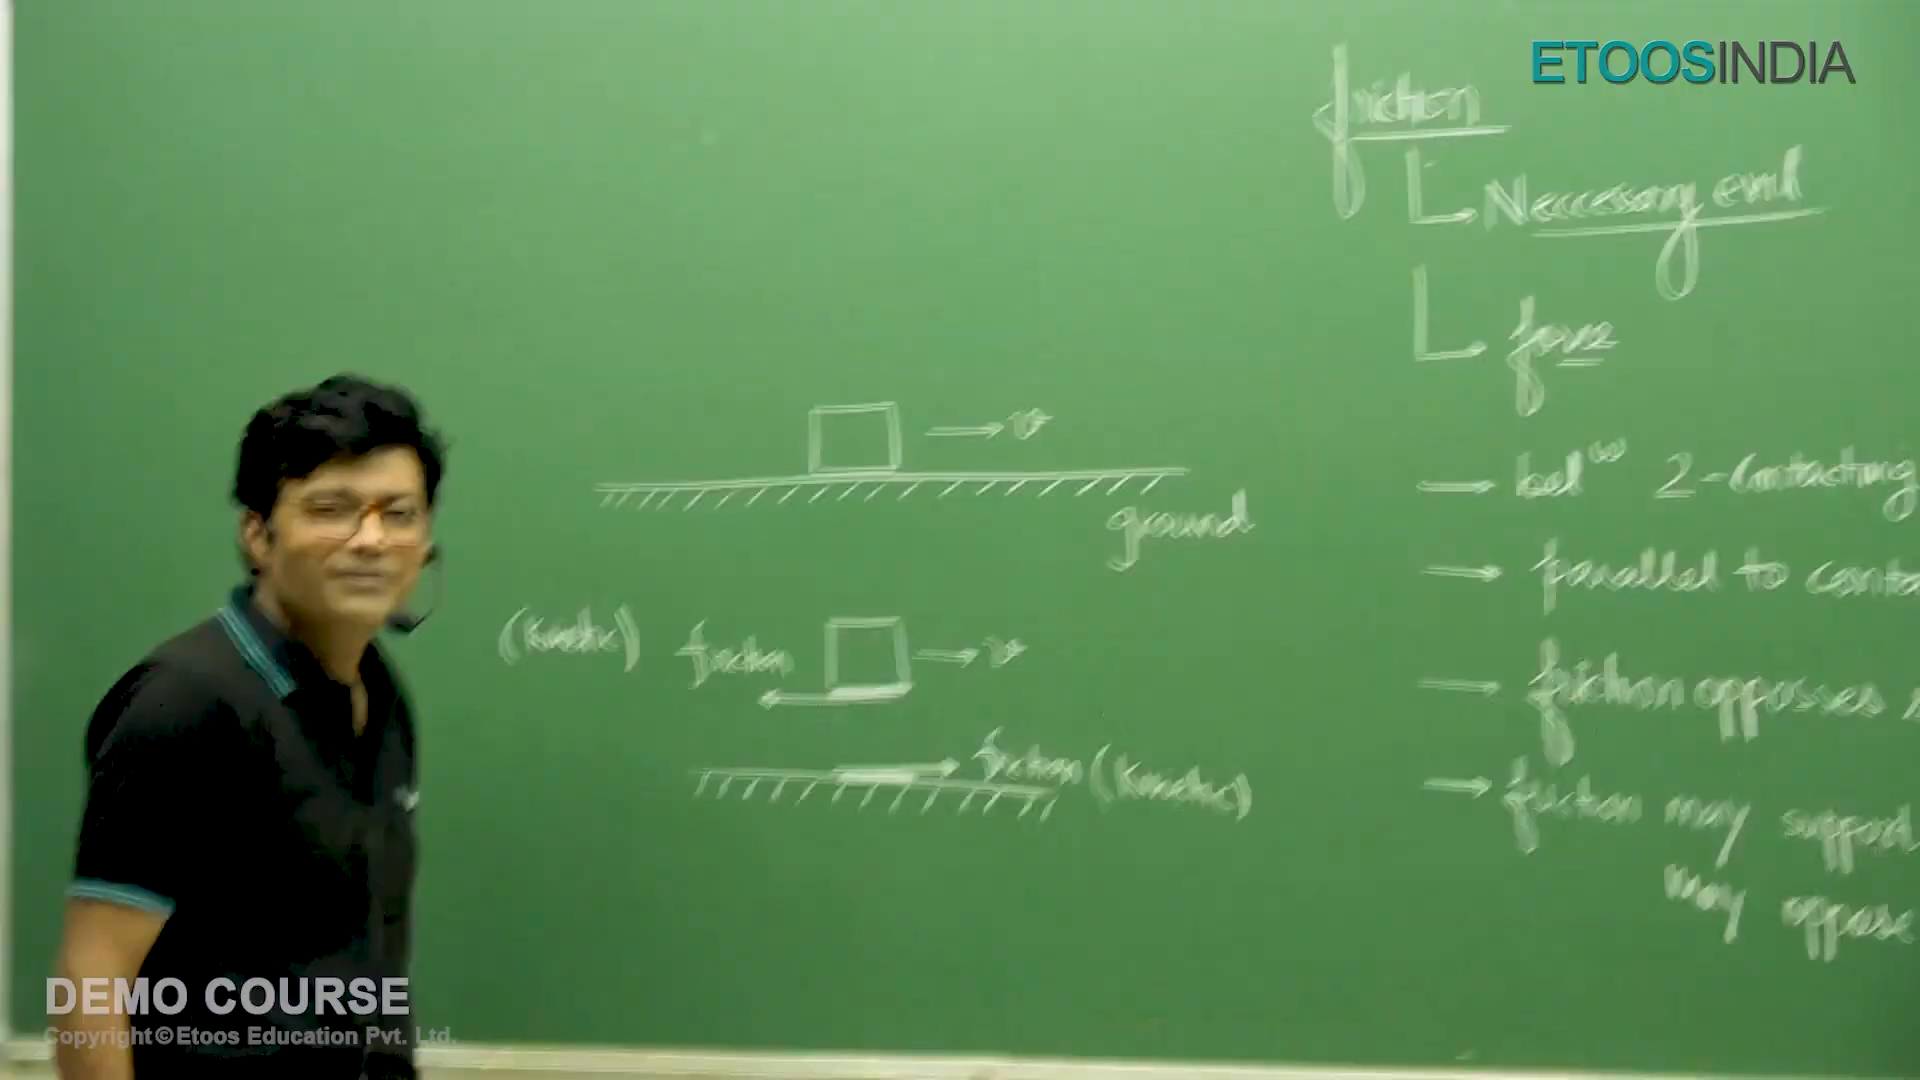 ETOOSINDIA
friction
Neccessary evil
force
v
ground
bet^w 2-contacting
parallel to conta
(Kinetic) friction v
friction opposes
friction (Kinetic)
friction may support
may oppose
DEMO COURSE
Copyright©Etoos Education Pvt. Ltd.